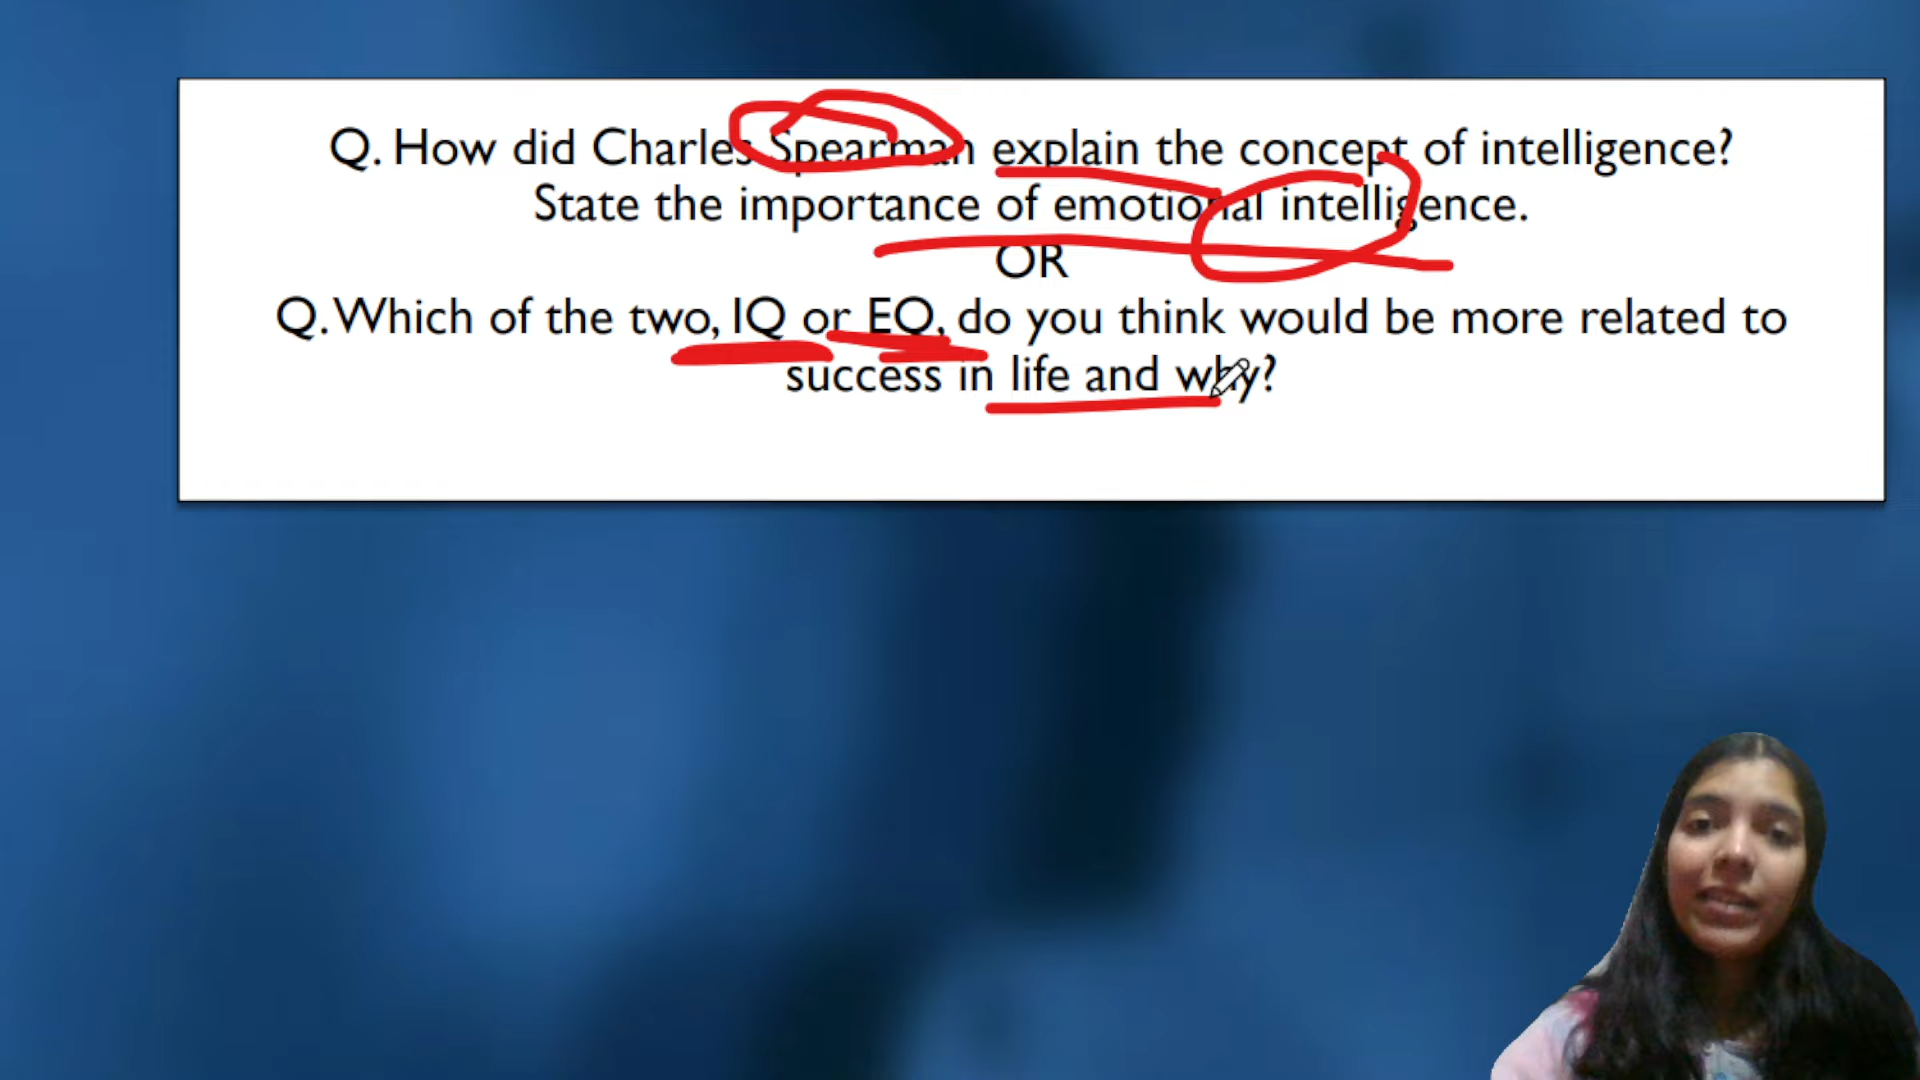 Q. How did Charles Spearman explain the concept of intelligence?
State the importance of emotional intelligence.
OR
Q. Which of the two, IQ or EQ, do you think would be more related to
success in life and why?